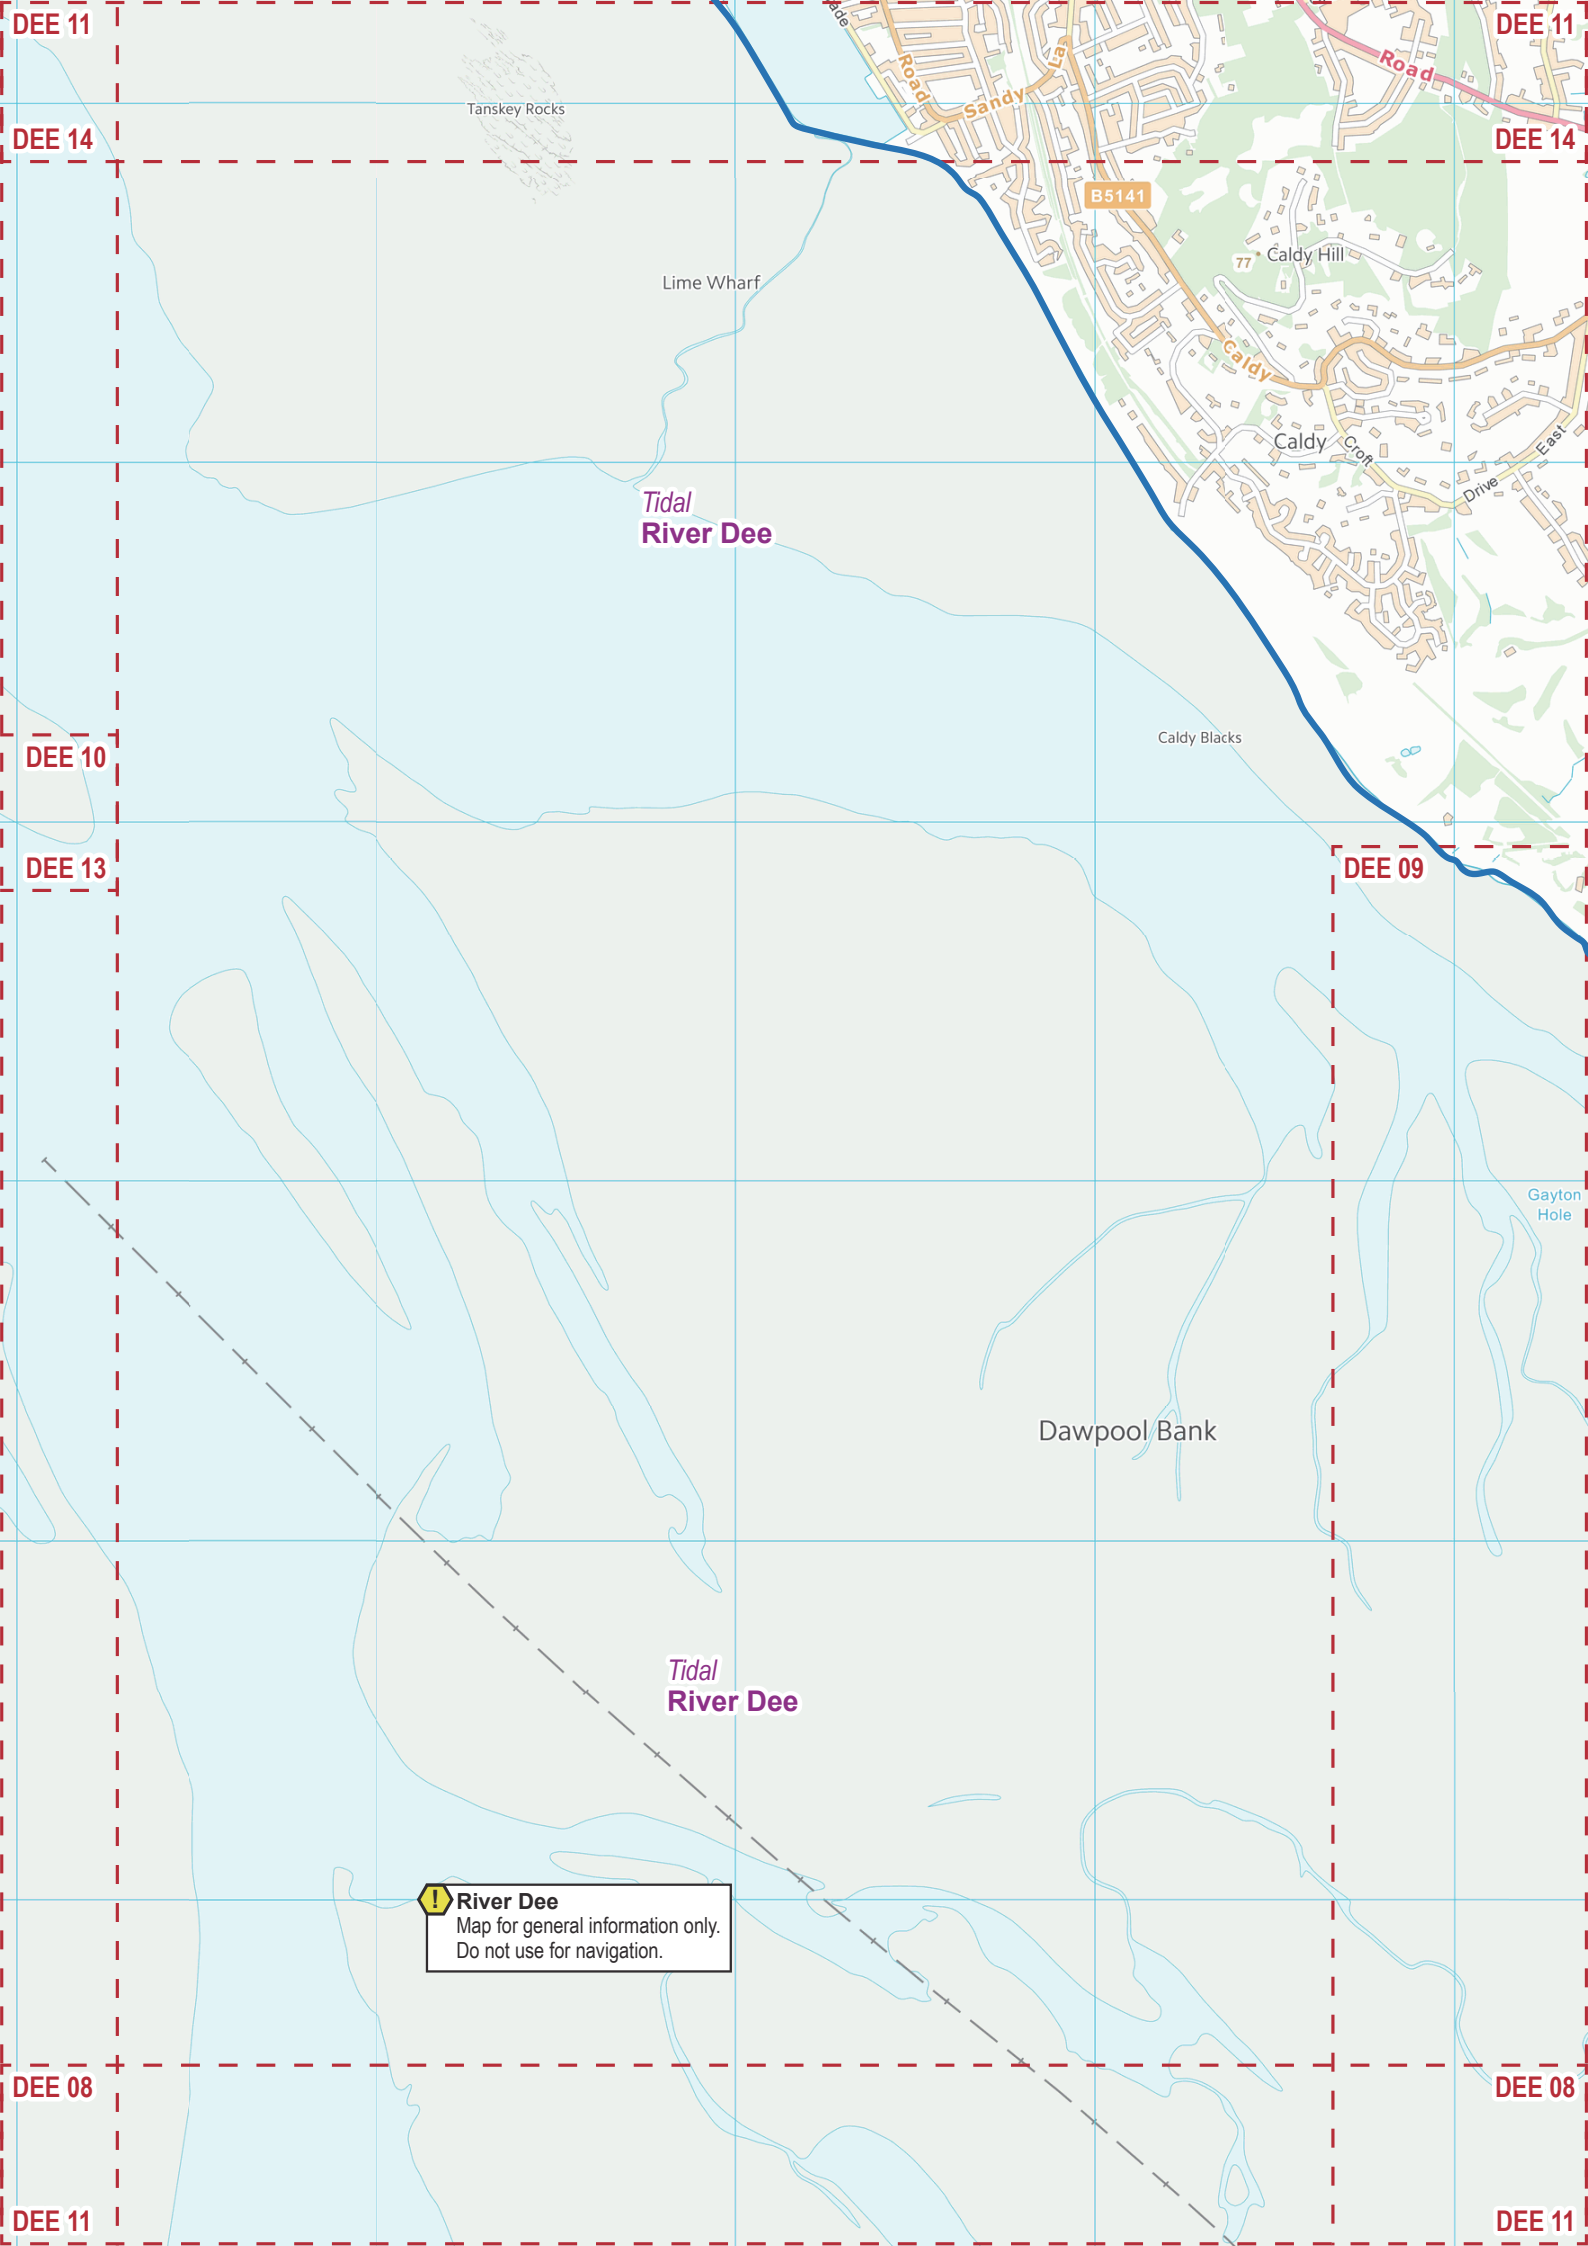 DEE 11
DEE 11
ade
Road
Sandy
La
Road
Tanskey Rocks
DEE 14
DEE 14
B5141
77
Caldy Hill
Lime Wharf
Caldy
Caldy
Croft
Drive
East
Tidal
River Dee
Caldy Blacks
DEE 10
DEE 13
DEE 09
Gayton
Hole
Dawpool Bank
Tidal
River Dee
!
River Dee
Map for general information only.
Do not use for navigation.
DEE 08
DEE 08
DEE 11
DEE 11